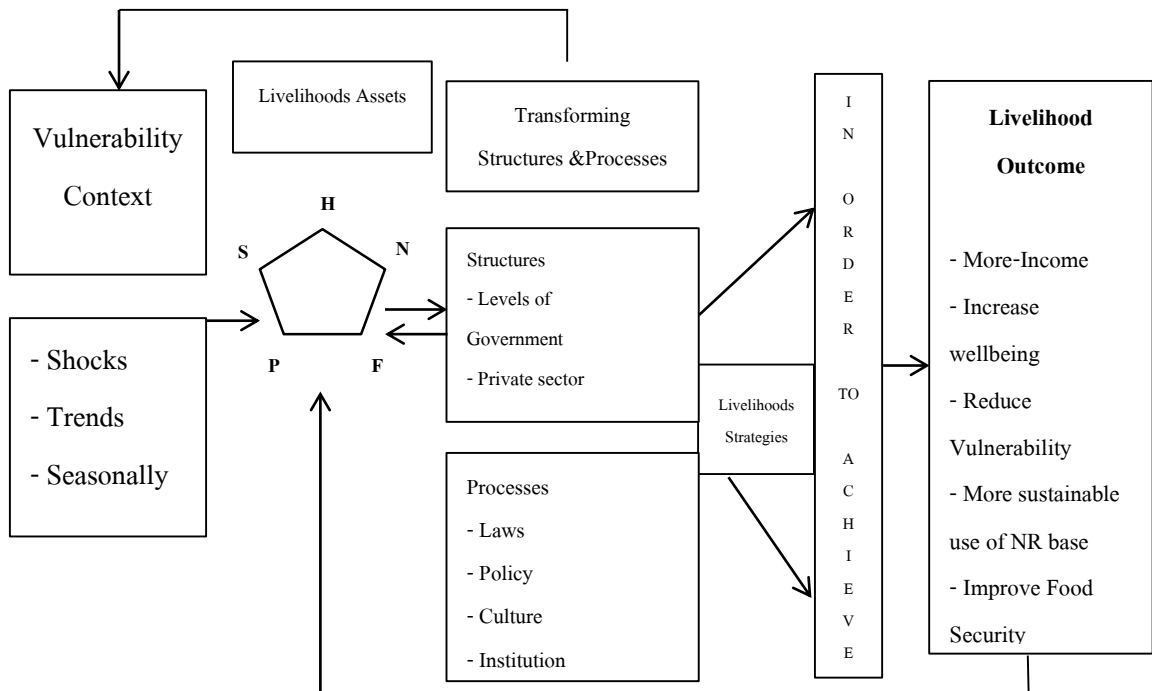 Vulnerability
Context
- Shocks
- Trends
- Seasonally
Livelihoods Assets
H
S
N
P
F
Transforming
Structures &Processes
Structures
- Levels of
Government
- Private sector
Processes
- Laws
- Policy
- Culture
- Institution
Livelihoods
Strategies
I
N
O
R
D
E
R
TO
A
C
H
I
E
V
E
Livelihood
Outcome
- More-Income
- Increase
wellbeing
- Reduce
Vulnerability
- More sustainable
use of NR base
- Improve Food
Security